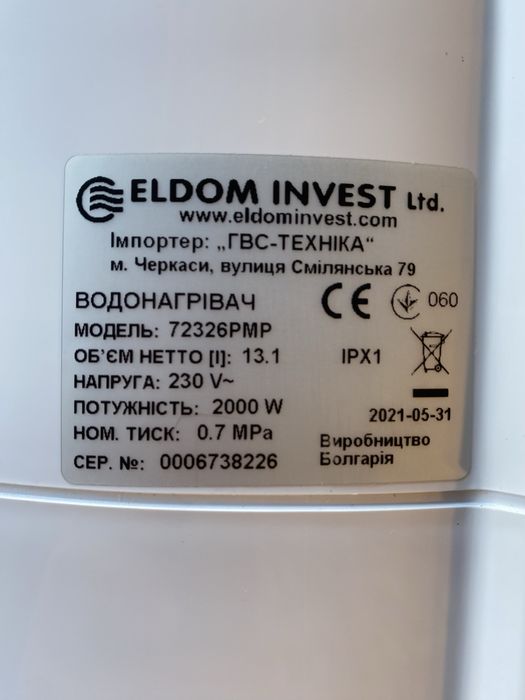 ELDOM INVEST Ltd.
www.eldominvest.com
Імпортер: „ГВС-ТЕХНІКА“
м. Черкаси, вулиця Смілянська 79
ВОДОНАГРІВАЧ
CE 060
МОДЕЛЬ: 72326PMP
ОБ'ЄМ НЕТТО [l]: 13.1 IPX1
НАПРУГА: 230 V~
ПОТУЖНІСТЬ: 2000 W 2021-05-31
НОМ. ТИСК: 0.7 MPa Виробництво
СЕР. №: 0006738226 Болгарія